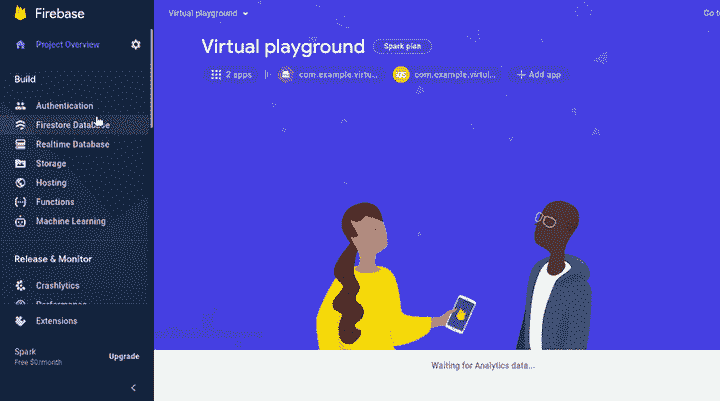 Firebase
Project Overview
Build
Authentication
Firestore Database
Realtime Database
Storage
Hosting
Functions
Machine Learning
Release & Monitor
Crashlytics
Performance
Extensions
Spark
Free $0/month
Upgrade
Virtual playground
Go to
Virtual playground
Spark plan
2 apps
com.example.virtu...
com.example.virtu...
Add app
Waiting for Analytics data...